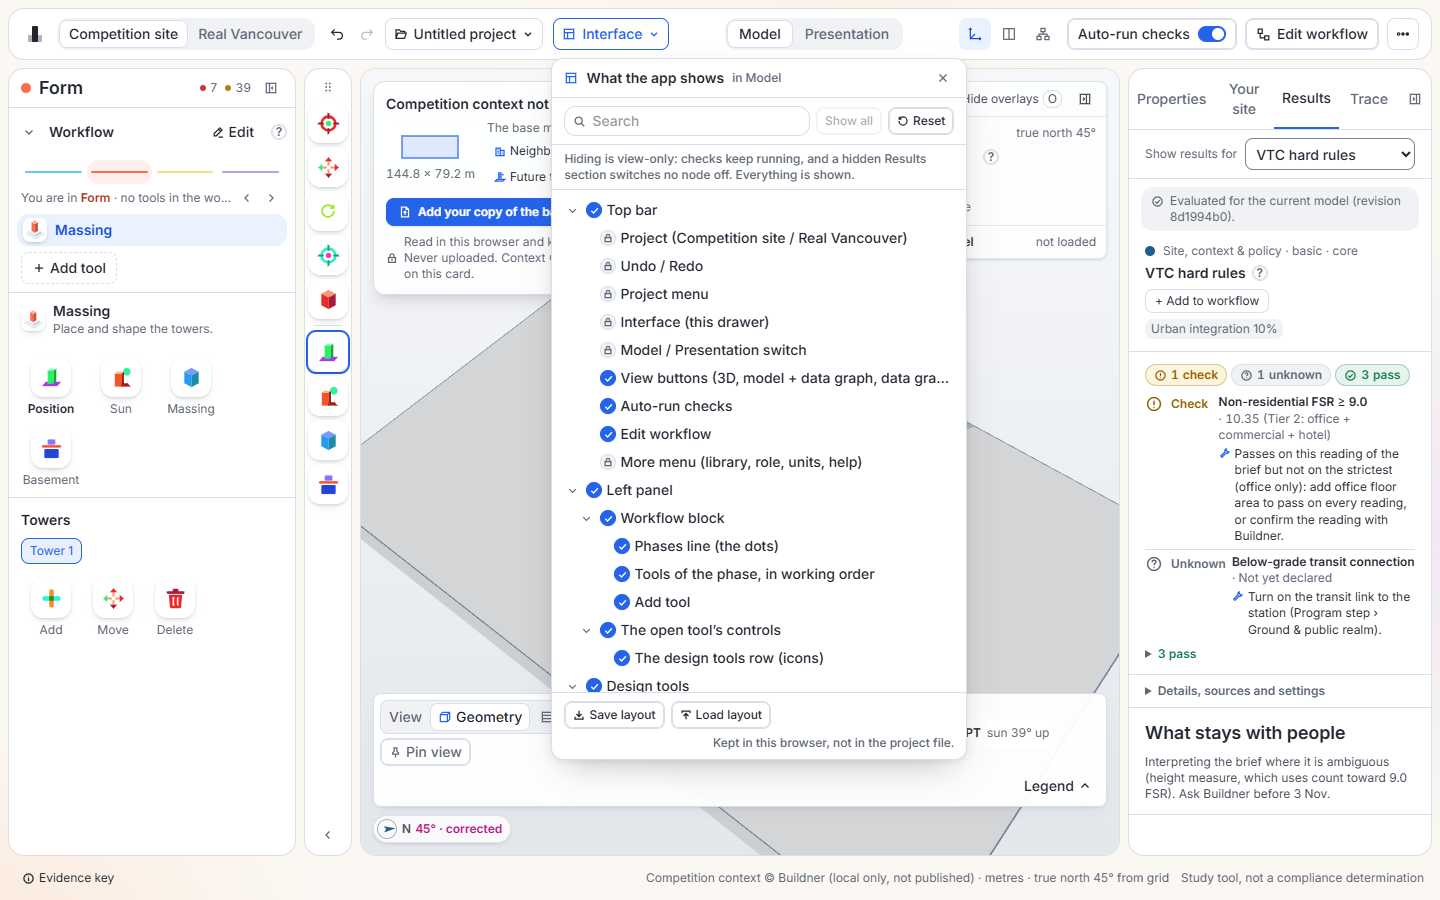 Competition site
Real Vancouver
Untitled project
Interface
Model
Presentation
Auto-run checks
Edit workflow
Form
7
39
Workflow
Edit
?
You are in Form · no tools in the wo...
Massing
+ Add tool
Massing
Place and shape the towers.
Position
Sun
Massing
Basement
Towers
Tower 1
Add
Move
Delete
Competition context not
The base m
Neighb
144.8 × 79.2 m
Future
Add your copy of the ba
Read in this browser and k
Never uploaded. Context
on this card.
What the app shows in Model
Search
Show all
Reset
Hiding is view-only: checks keep running, and a hidden Results
section switches no node off. Everything is shown.
Top bar
Project (Competition site / Real Vancouver)
Undo / Redo
Project menu
Interface (this drawer)
Model / Presentation switch
View buttons (3D, model + data graph, data gra...
Auto-run checks
Edit workflow
More menu (library, role, units, help)
Left panel
Workflow block
Phases line (the dots)
Tools of the phase, in working order
Add tool
The open tool's controls
The design tools row (icons)
Design tools
Save layout
Load layout
Kept in this browser, not in the project file.
Hide overlays O
true north 45°
?
e
el
not loaded
View
Geometry
Pin view
PT sun 39° up
Legend
N 45° · corrected
Properties
Your
site
Results
Trace
Show results for
VTC hard rules
Evaluated for the current model (revision
8d1994b0).
Site, context & policy · basic · core
VTC hard rules ?
+ Add to workflow
Urban integration 10%
1 check
1 unknown
3 pass
Check
Non-residential FSR ≥ 9.0
· 10.35 (Tier 2: office +
commercial + hotel)
Passes on this reading of the
brief but not on the strictest
(office only): add office floor
area to pass on every reading,
or confirm the reading with
Buildner.
Unknown
Below-grade transit connection
· Not yet declared
Turn on the transit link to the
station (Program step ›
Ground & public realm).
3 pass
Details, sources and settings
What stays with people
Interpreting the brief where it is ambiguous
(height measure, which uses count toward 9.0
FSR). Ask Buildner before 3 Nov.
Evidence key
Competition context © Buildner (local only, not published) · metres · true north 45° from grid
Study tool, not a compliance determination